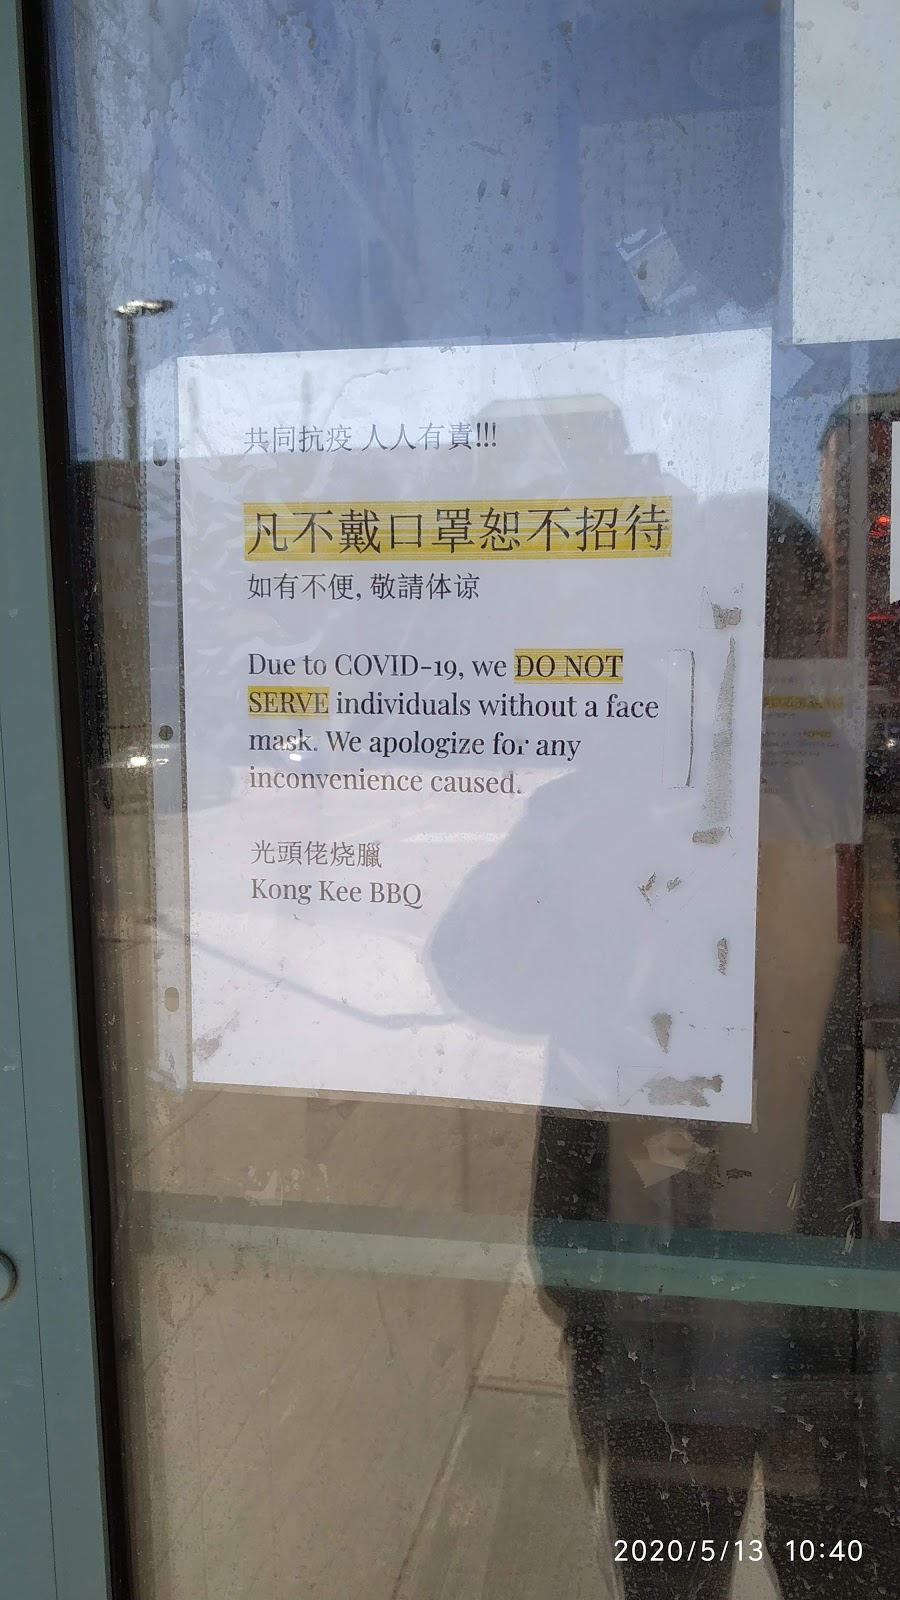 共同抗疫 人人有責!!!
凡不戴口罩恕不招待
如有不便, 敬請体谅
Due to COVID-19, we DO NOT
SERVE individuals without a face
mask. We apologize for any
inconvenience caused.
光頭佬烧臘
Kong Kee BBQ
2020/5/13 10:40